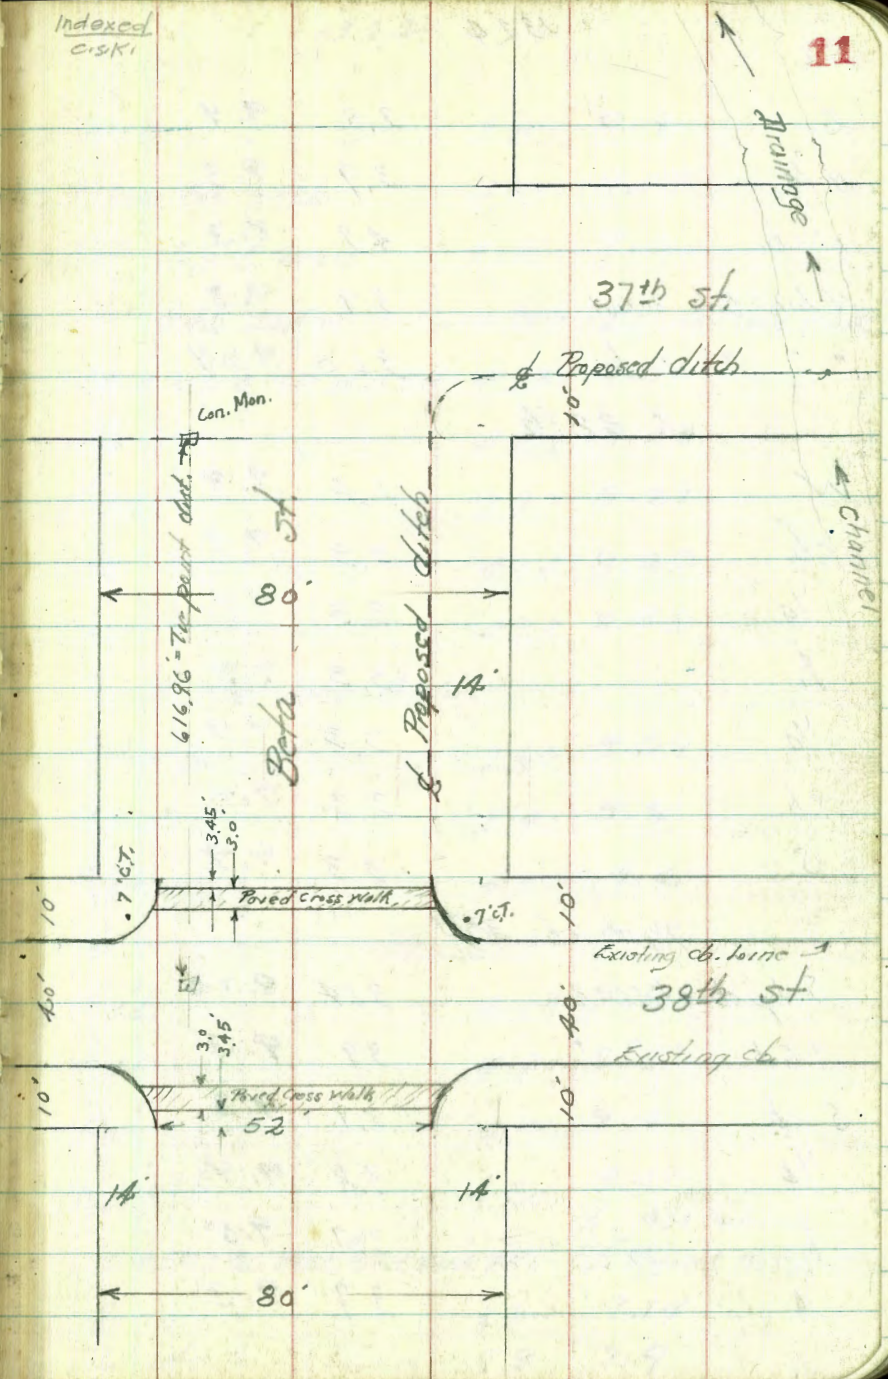 Indexed
C.S.K.
11
Drainage
37th St.
℄ Proposed ditch
10'
Con. Mon.
616.96' = Two point dist.
Beta St.
80'
℄ Proposed ditch
14'
Channel
3.45'
3.0'
7' C.T.
10'
Paved Cross Walk
7' C.T.
10'
Existing cb. Line
40'
38th St
40'
3.0'
3.45'
Existing cb.
10'
Paved Cross Walk
10'
52'
14'
14'
80'